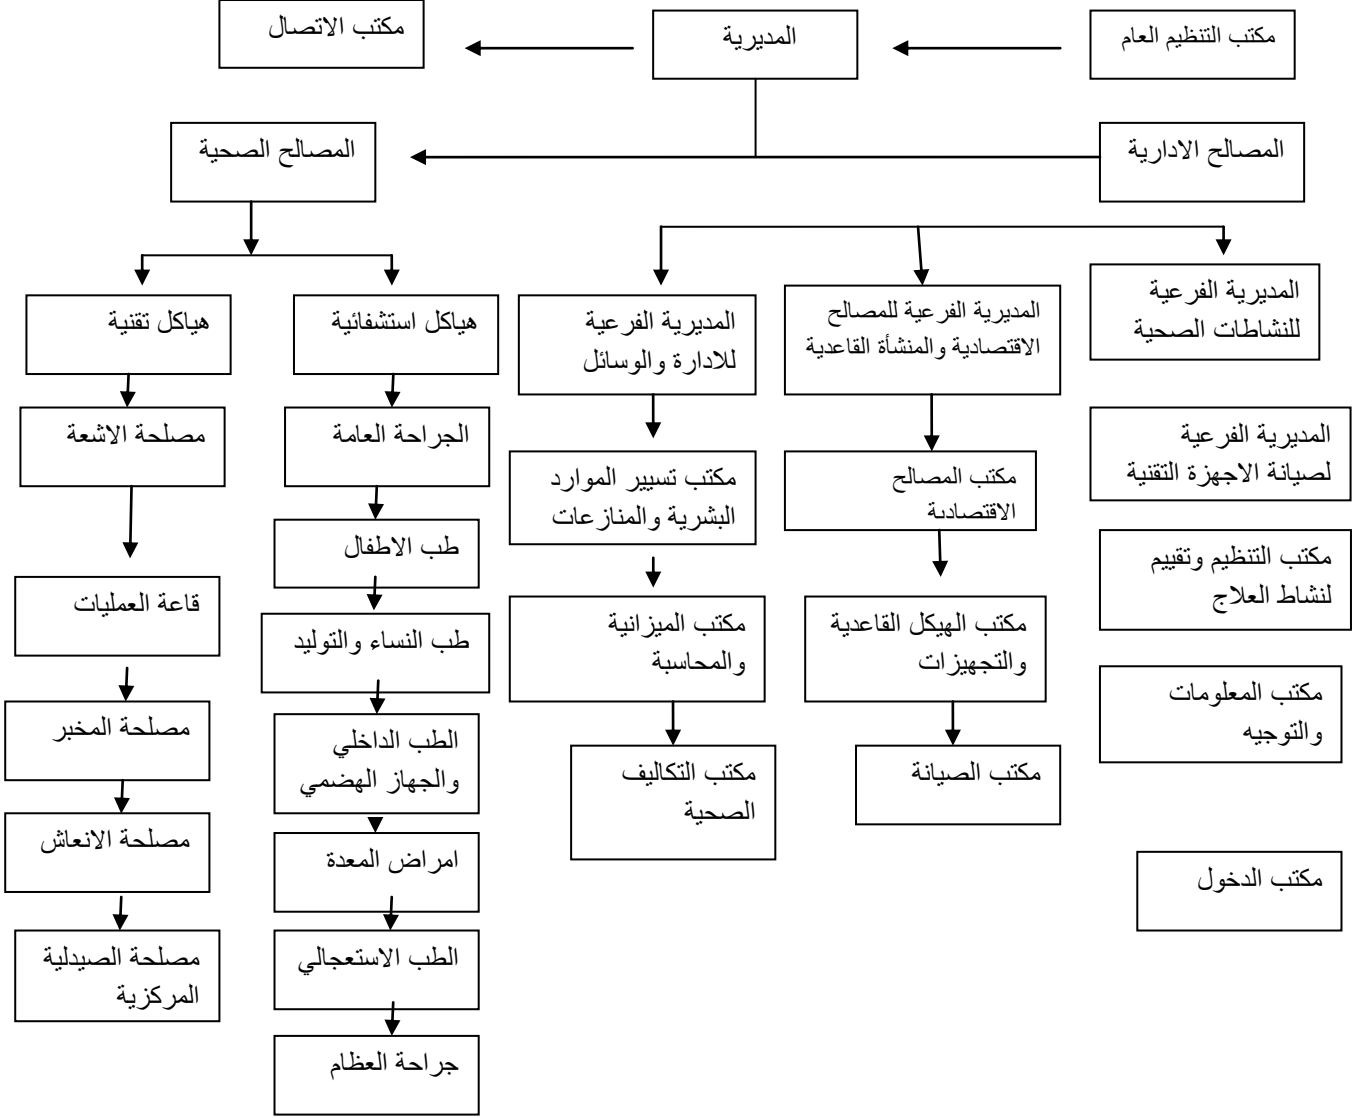 مكتب التنظيم العام
المديرية
مكتب الاتصال
المصالح الادارية
المصالح الصحية
المديرية الفرعية
للنشاطات الصحية
المديرية الفرعية للمصالح
الاقتصادية والمنشأة القاعدية
المديرية الفرعية
للادارة والوسائل
هياكل استشفائية
هياكل تقنية
المديرية الفرعية
لصيانة الاجهزة التقنية
مكتب المصالح
الاقتصادية
مكتب تسيير الموارد
البشرية والمنازعات
الجراحة العامة
مصلحة الاشعة
مكتب التنظيم وتقييم
لنشاط العلاج
مكتب الهيكل القاعدية
والتجهيزات
مكتب الميزانية
والمحاسبة
طب الاطفال
قاعة العمليات
طب النساء والتوليد
مكتب المعلومات
والتوجيه
مكتب الصيانة
مكتب التكاليف
الصحية
الطب الداخلي
والجهاز الهضمي
مصلحة المخبر
مكتب الدخول
امراض المعدة
مصلحة الانعاش
الطب الاستعجالي
مصلحة الصيدلية
المركزية
جراحة العظام